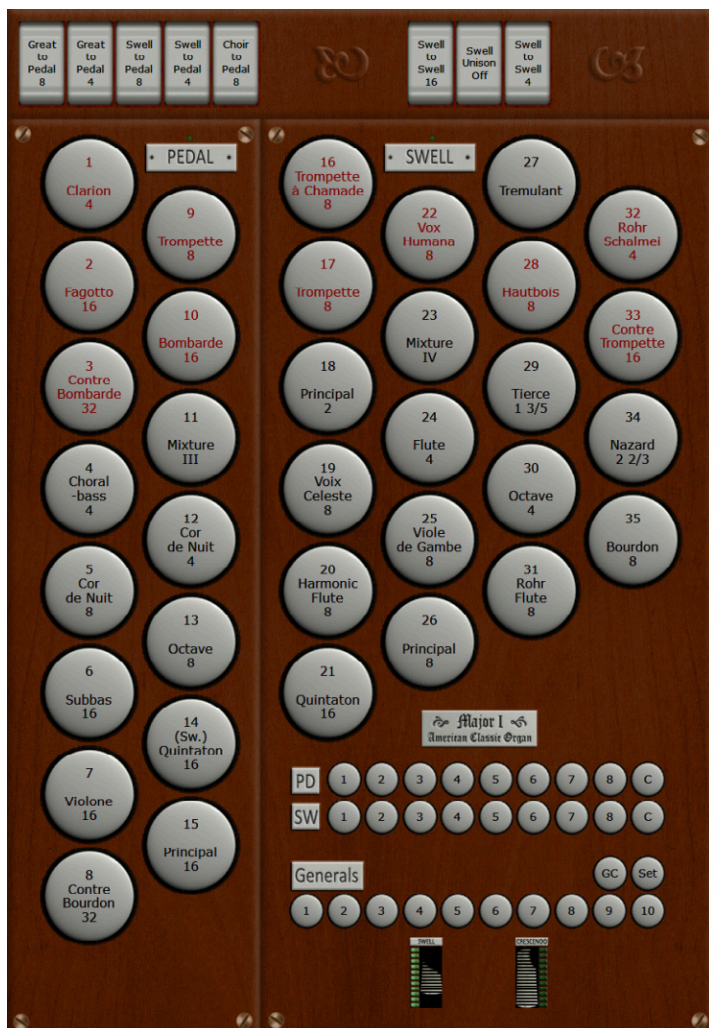 Great
to
Pedal
8
Great
to
Pedal
4
Swell
to
Pedal
8
Swell
to
Pedal
4
Choir
to
Pedal
8
Swell
to
Swell
16
Swell
Unison
Off
Swell
to
Swell
4
PEDAL
1
Clarion
4
2
Fagotto
16
3
Contre
Bombarde
32
4
Choral
-bass
4
5
Cor
de Nuit
8
6
Subbas
16
7
Violone
16
8
Contre
Bourdon
32
9
Trompette
8
10
Bombarde
16
11
Mixture
III
12
Cor
de Nuit
4
13
Octave
8
14
(Sw.)
Quintaton
16
15
Principal
16
SWELL
16
Trompette
à Chamade
8
17
Trompette
8
18
Principal
2
19
Voix
Celeste
8
20
Harmonic
Flute
8
21
Quintaton
16
22
Vox
Humana
8
23
Mixture
IV
24
Flute
4
25
Viole
de Gambe
8
26
Principal
8
27
Tremulant
28
Hautbois
8
29
Tierce
1 3/5
30
Octave
4
31
Rohr
Flute
8
32
Rohr
Schalmei
4
33
Contre
Trompette
16
34
Nazard
2 2/3
35
Bourdon
8
Major I
American Classic Organ
PD 1 2 3 4 5 6 7 8 C
SW 1 2 3 4 5 6 7 8 C
Generals GC Set
1 2 3 4 5 6 7 8 9 10
SWELL CRESCENDO